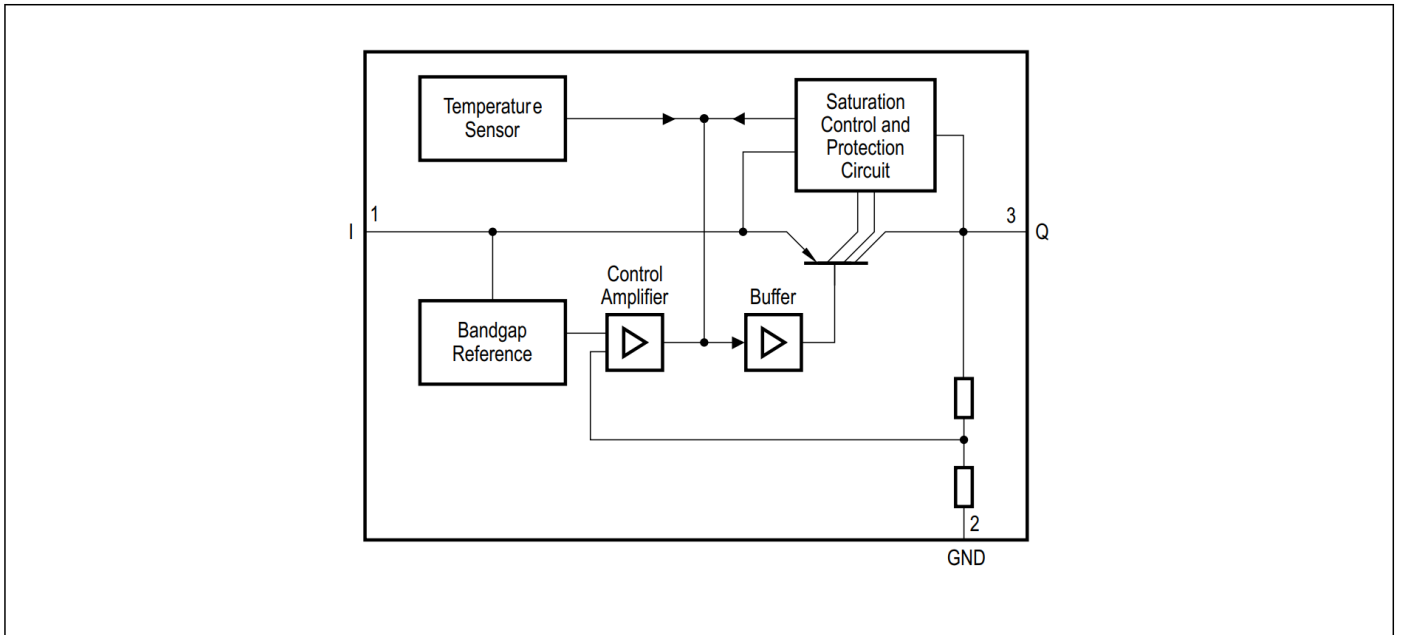 Temperature
Sensor
Saturation
Control and
Protection
Circuit
1
I
3
Q
Control
Amplifier
Buffer
Bandgap
Reference
2
GND